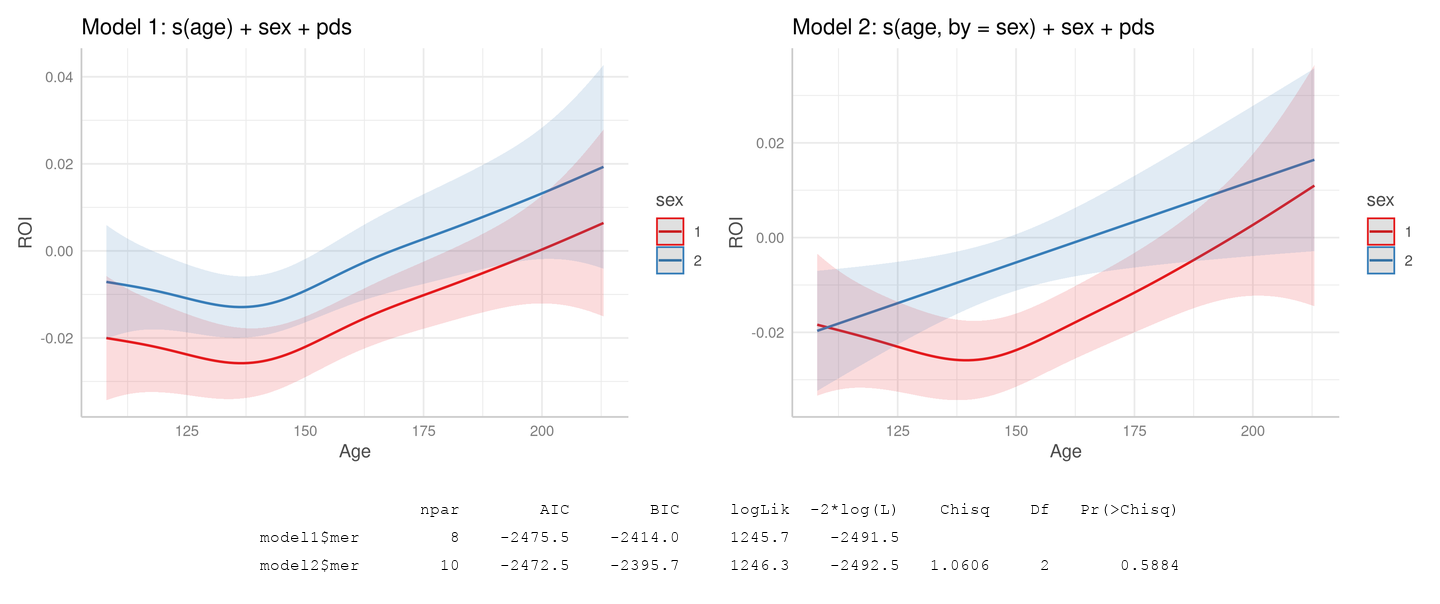 Model 1: s(age) + sex + pds
0.04
0.02
0.00
-0.02
ROI
125 150 175 200
Age
sex
1
2
Model 2: s(age, by = sex) + sex + pds
0.02
0.00
-0.02
ROI
125 150 175 200
Age
sex
1
2
npar AIC BIC logLik -2*log(L) Chisq Df Pr(>Chisq)
model1$mer 8 -2475.5 -2414.0 1245.7 -2491.5
model2$mer 10 -2472.5 -2395.7 1246.3 -2492.5 1.0606 2 0.5884